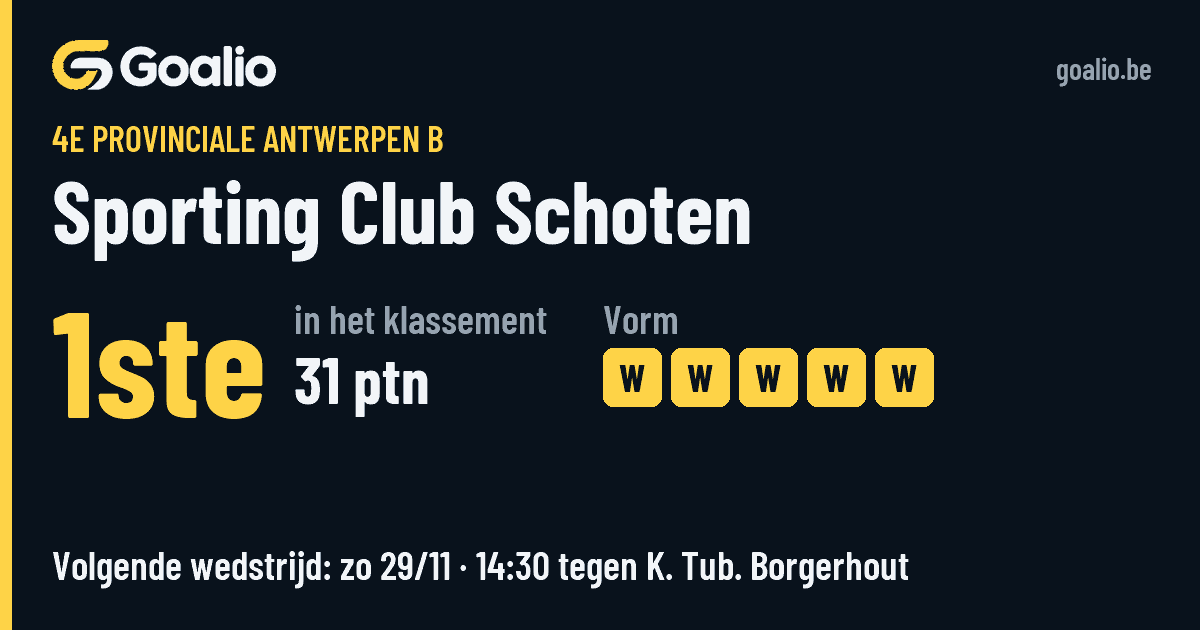 Goalio
goalio.be
4E PROVINCIALE ANTWERPEN B
Sporting Club Schoten
1ste
in het klassement
31 ptn
Vorm
W W W W W
Volgende wedstrijd: zo 29/11 · 14:30 tegen K. Tub. Borgerhout